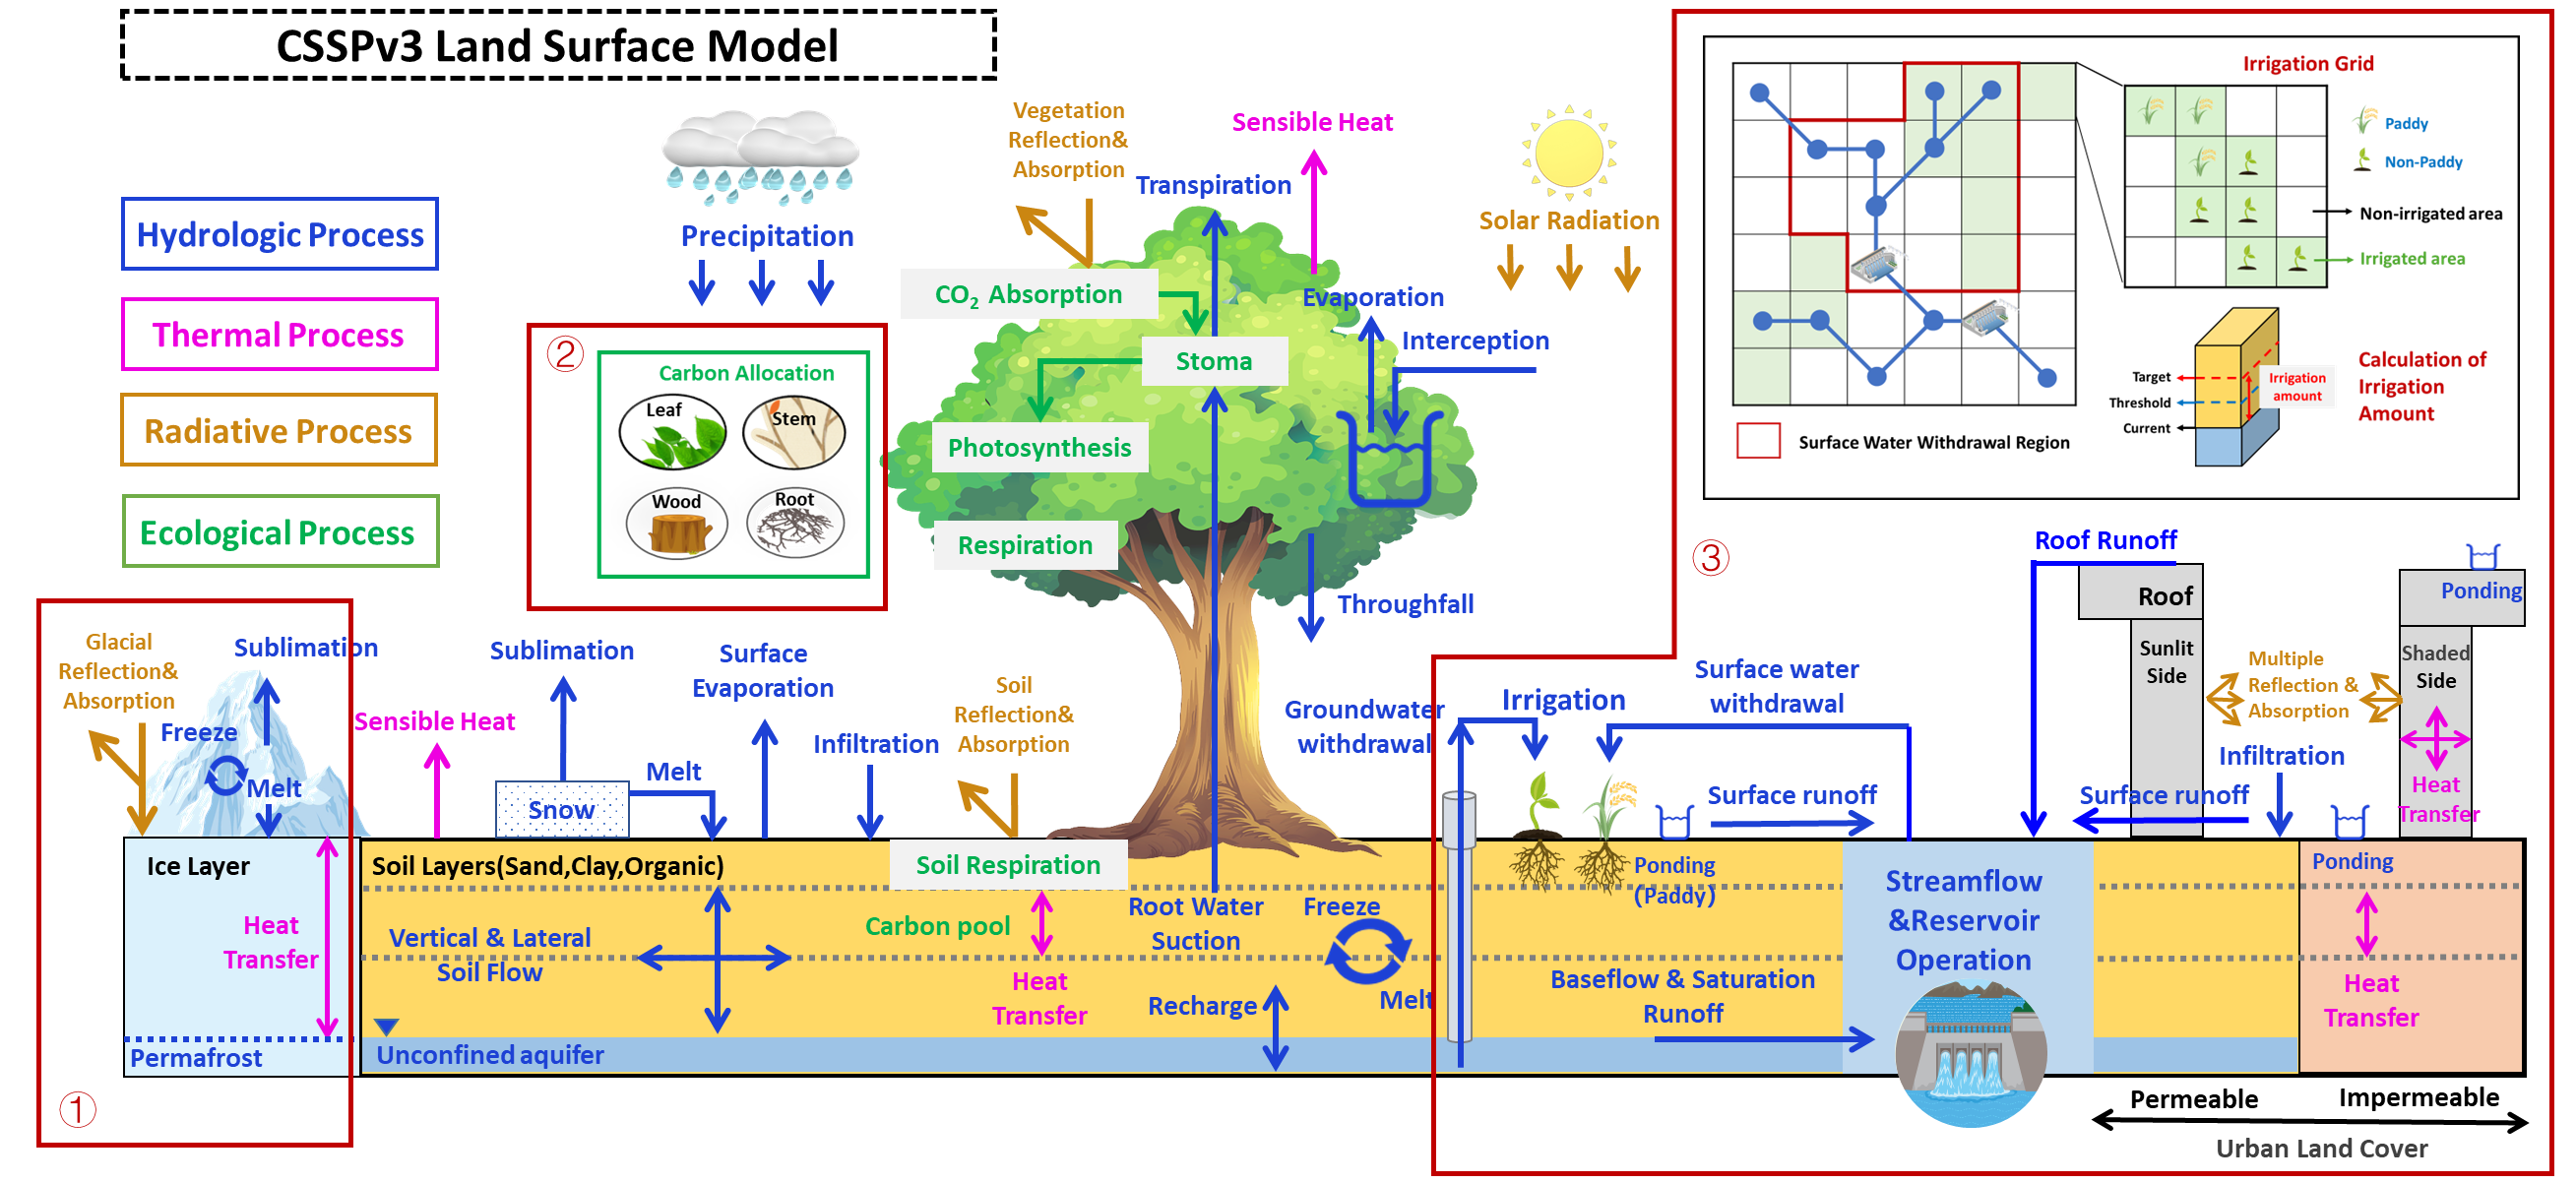 CSSPv3 Land Surface Model
Hydrologic Process
Thermal Process
Radiative Process
Ecological Process
Precipitation
Vegetation
Reflection&
Absorption
Transpiration
Sensible Heat
Solar Radiation
CO₂ Absorption
Stoma
Photosynthesis
Respiration
Evaporation
Interception
Throughfall
②
Carbon Allocation
Leaf
Stem
Wood
Root
Glacial
Reflection&
Absorption
Sublimation
Freeze
Melt
Ice Layer
Heat
Transfer
Permafrost
①
Sensible Heat
Sublimation
Snow
Melt
Surface
Evaporation
Infiltration
Soil
Reflection&
Absorption
Soil Layers(Sand,Clay,Organic)
Soil Respiration
Vertical & Lateral
Soil Flow
Carbon pool
Heat
Transfer
Root Water
Suction
Freeze
Melt
Recharge
Unconfined aquifer
Groundwater
withdrawal
③
Irrigation
Surface water
withdrawal
Surface runoff
Ponding
(Paddy)
Baseflow & Saturation
Runoff
Streamflow
&Reservoir
Operation
Roof Runoff
Roof
Sunlit
Side
Multiple
Reflection &
Absorption
Ponding
Shaded
Side
Heat
Transfer
Infiltration
Surface runoff
Ponding
Heat
Transfer
Permeable
Impermeable
Urban Land Cover
Surface Water Withdrawal Region
Irrigation Grid
Paddy
Non-Paddy
Non-irrigated area
Irrigated area
Target
Threshold
Current
Irrigation
amount
Calculation of
Irrigation
Amount